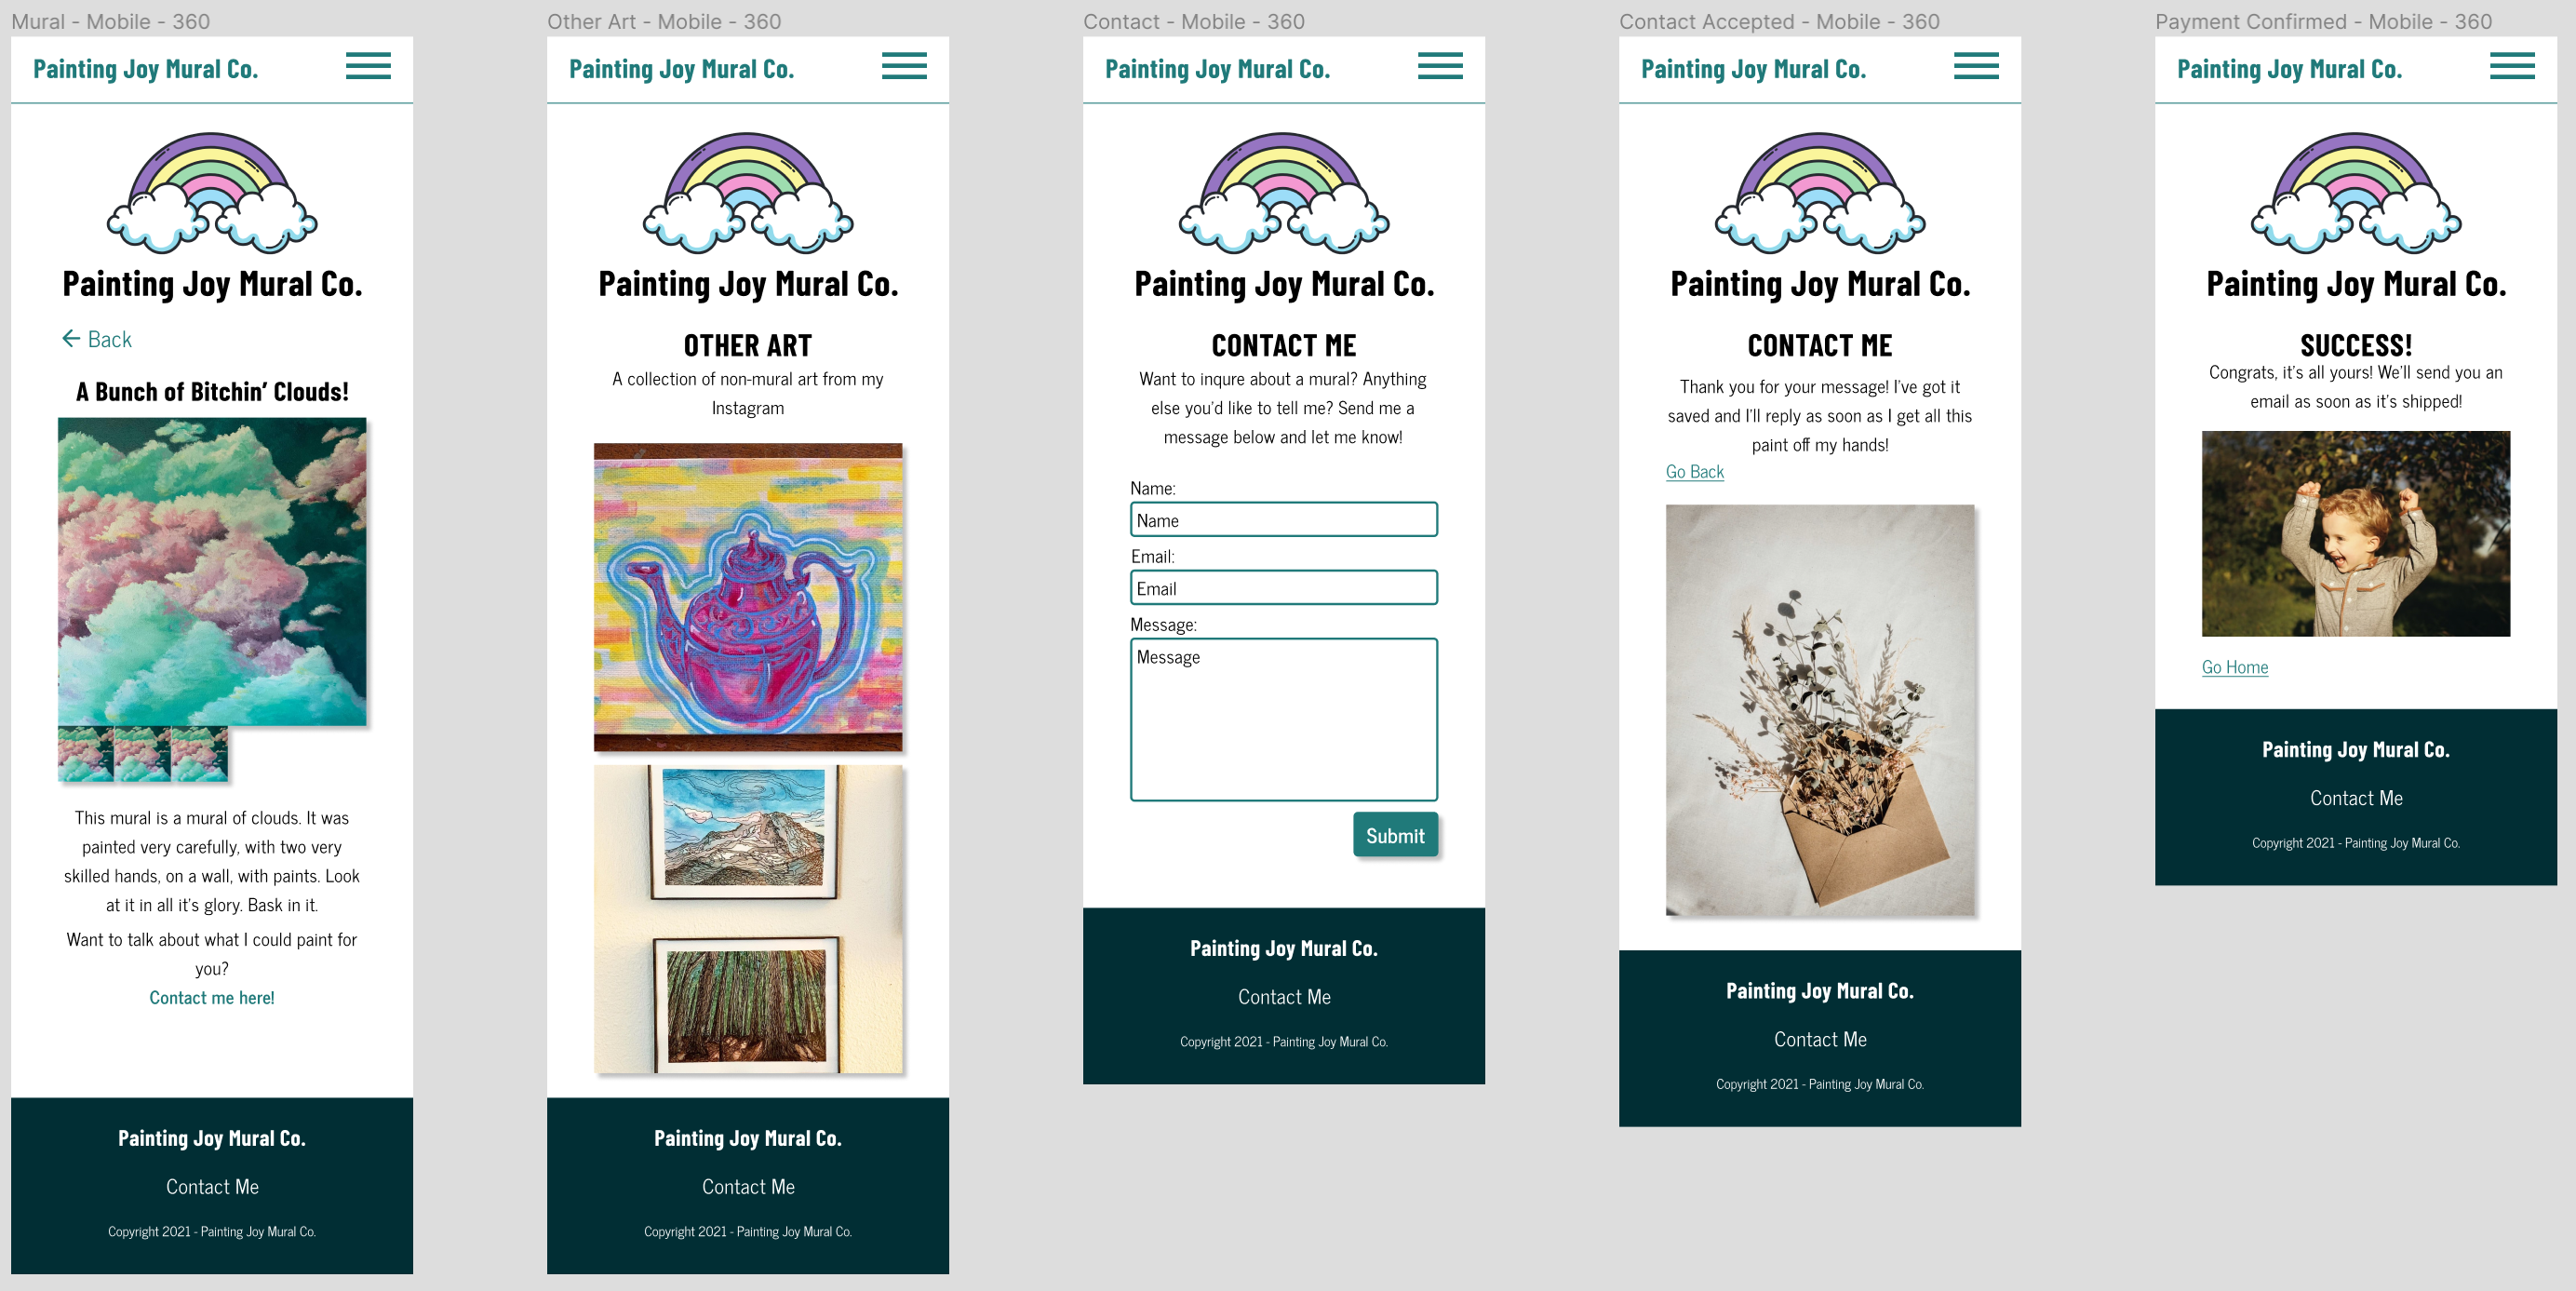 Mural - Mobile - 360
Painting Joy Mural Co.
Painting Joy Mural Co.
Back
A Bunch of Bitchin’ Clouds!
This mural is a mural of clouds. It was
painted very carefully, with two very
skilled hands, on a wall, with paints. Look
at it in all it’s glory. Bask in it.
Want to talk about what I could paint for
you?
Contact me here!
Painting Joy Mural Co.
Contact Me
Copyright 2021 - Painting Joy Mural Co.
Other Art - Mobile - 360
Painting Joy Mural Co.
Painting Joy Mural Co.
OTHER ART
A collection of non-mural art from my
Instagram
Painting Joy Mural Co.
Contact Me
Copyright 2021 - Painting Joy Mural Co.
Contact - Mobile - 360
Painting Joy Mural Co.
Painting Joy Mural Co.
CONTACT ME
Want to inqure about a mural? Anything
else you’d like to tell me? Send me a
message below and let me know!
Name:
Name
Email:
Email
Message:
Message
Submit
Painting Joy Mural Co.
Contact Me
Copyright 2021 - Painting Joy Mural Co.
Contact Accepted - Mobile - 360
Painting Joy Mural Co.
Painting Joy Mural Co.
CONTACT ME
Thank you for your message! I’ve got it
saved and I’ll reply as soon as I get all this
paint off my hands!
Go Back
Painting Joy Mural Co.
Contact Me
Copyright 2021 - Painting Joy Mural Co.
Payment Confirmed - Mobile - 360
Painting Joy Mural Co.
Painting Joy Mural Co.
SUCCESS!
Congrats, it’s all yours! We’ll send you an
email as soon as it’s shipped!
Go Home
Painting Joy Mural Co.
Contact Me
Copyright 2021 - Painting Joy Mural Co.